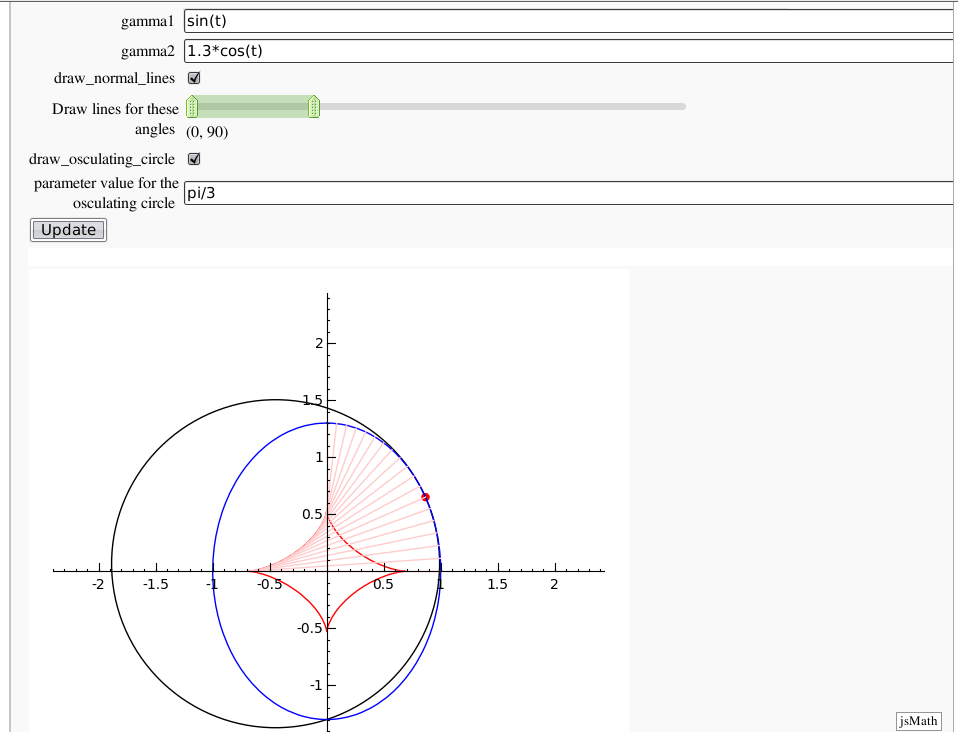 gamma1 sin(t)
gamma2 1.3*cos(t)
draw_normal_lines
Draw lines for these
angles
(0, 90)
draw_osculating_circle
parameter value for the
osculating circle
pi/3
Update
2
1.5
1
0.5
-2 -1.5 -1 -0.5 0.5 1 1.5 2
-0.5
-1
jsMath